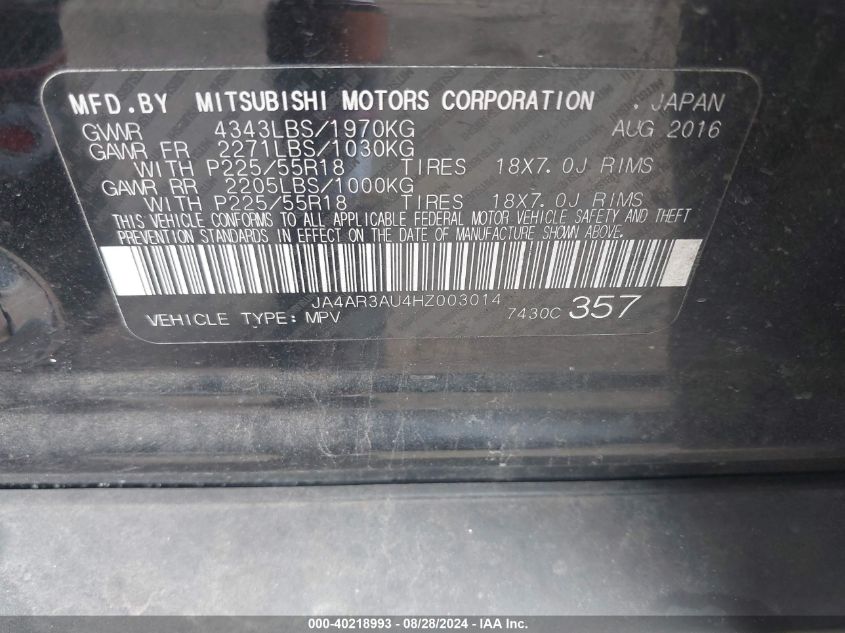 MFD.BY MITSUBISHI MOTORS CORPORATION . JAPAN
GVWR 4343LBS/1970KG AUG 2016
GAWR FR 2271LBS/1030KG
WITH P225/55R18 TIRES 18X7.0J RIMS
GAWR RR 2205LBS/1000KG
WITH P225/55R18 TIRES 18X7.0J RIMS
THIS VEHICLE CONFORMS TO ALL APPLICABLE FEDERAL MOTOR VEHICLE SAFETY AND THEFT
PREVENTION STANDARDS IN EFFECT ON THE DATE OF MANUFACTURE SHOWN ABOVE.
JA4AR3AU4HZ003014
VEHICLE TYPE: MPV 7430C 357
000-40218993 - 08/28/2024 - IAA Inc.